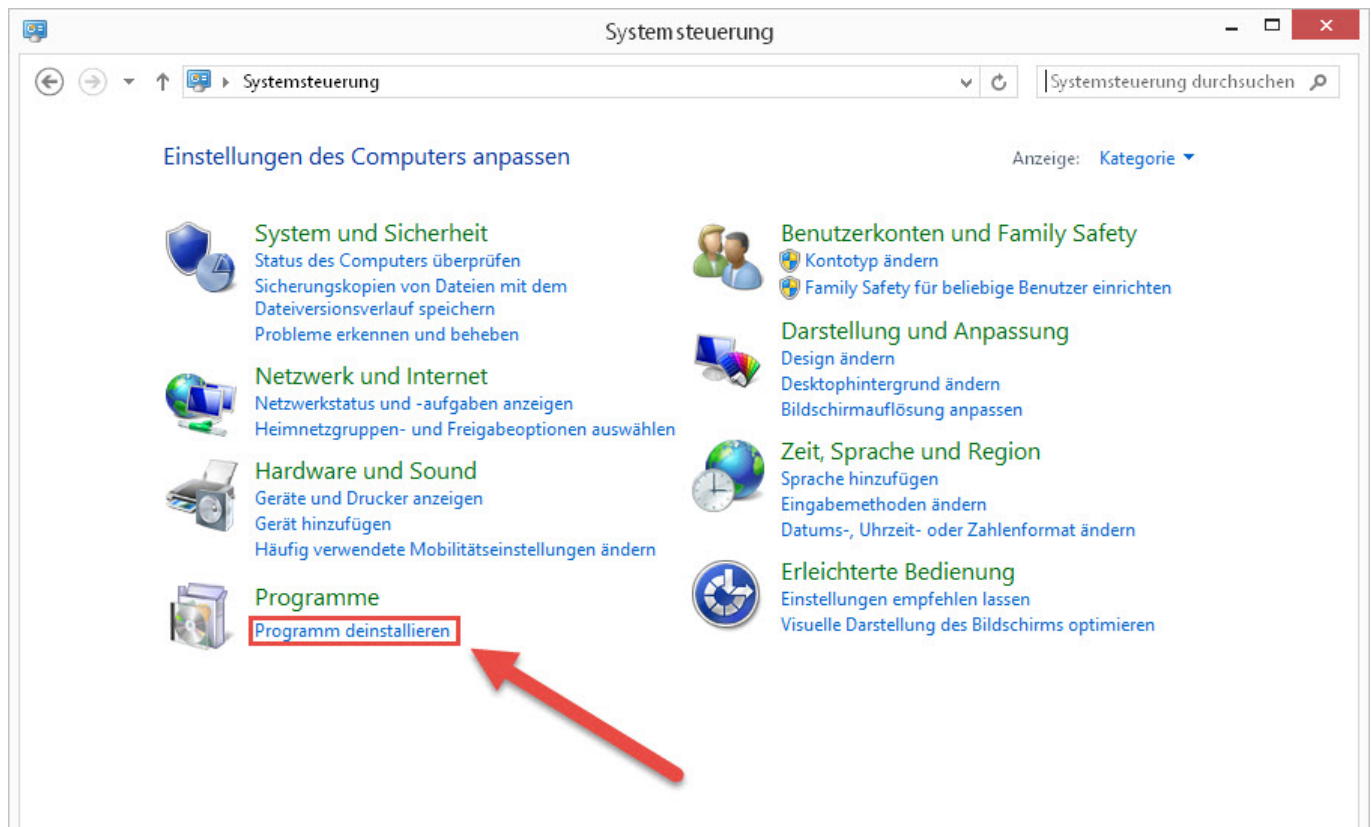 Systemsteuerung
Systemsteuerung
Systemsteuerung durchsuchen
Einstellungen des Computers anpassen
Anzeige: Kategorie
System und Sicherheit
Status des Computers überprüfen
Sicherungskopien von Dateien mit dem
Dateiversionsverlauf speichern
Probleme erkennen und beheben
Netzwerk und Internet
Netzwerkstatus und -aufgaben anzeigen
Heimnetzgruppen- und Freigabeoptionen auswählen
Hardware und Sound
Geräte und Drucker anzeigen
Gerät hinzufügen
Häufig verwendete Mobilitätseinstellungen ändern
Programme
Programm deinstallieren
Benutzerkonten und Family Safety
Kontotyp ändern
Family Safety für beliebige Benutzer einrichten
Darstellung und Anpassung
Design ändern
Desktophintergrund ändern
Bildschirmauflösung anpassen
Zeit, Sprache und Region
Sprache hinzufügen
Eingabemethoden ändern
Datums-, Uhrzeit- oder Zahlenformat ändern
Erleichterte Bedienung
Einstellungen empfehlen lassen
Visuelle Darstellung des Bildschirms optimieren